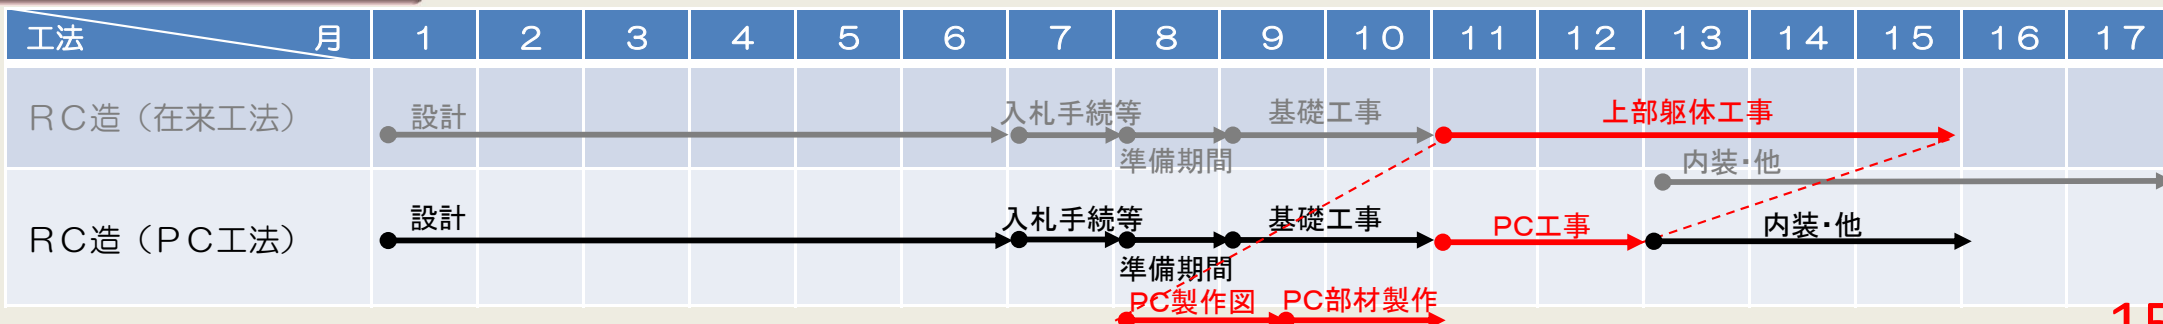 工法 月 １ ２ ３ ４ ５ ６ ７ ８ ９ １０ １１ １２ １３ １４ １５ １６ １７
ＲＣ造（在来工法）
設計
入札手続等
準備期間
基礎工事
上部躯体工事
内装・他
ＲＣ造（ＰＣ工法）
設計
入札手続等
準備期間
基礎工事
PC工事
内装・他
PC製作図
PC部材製作